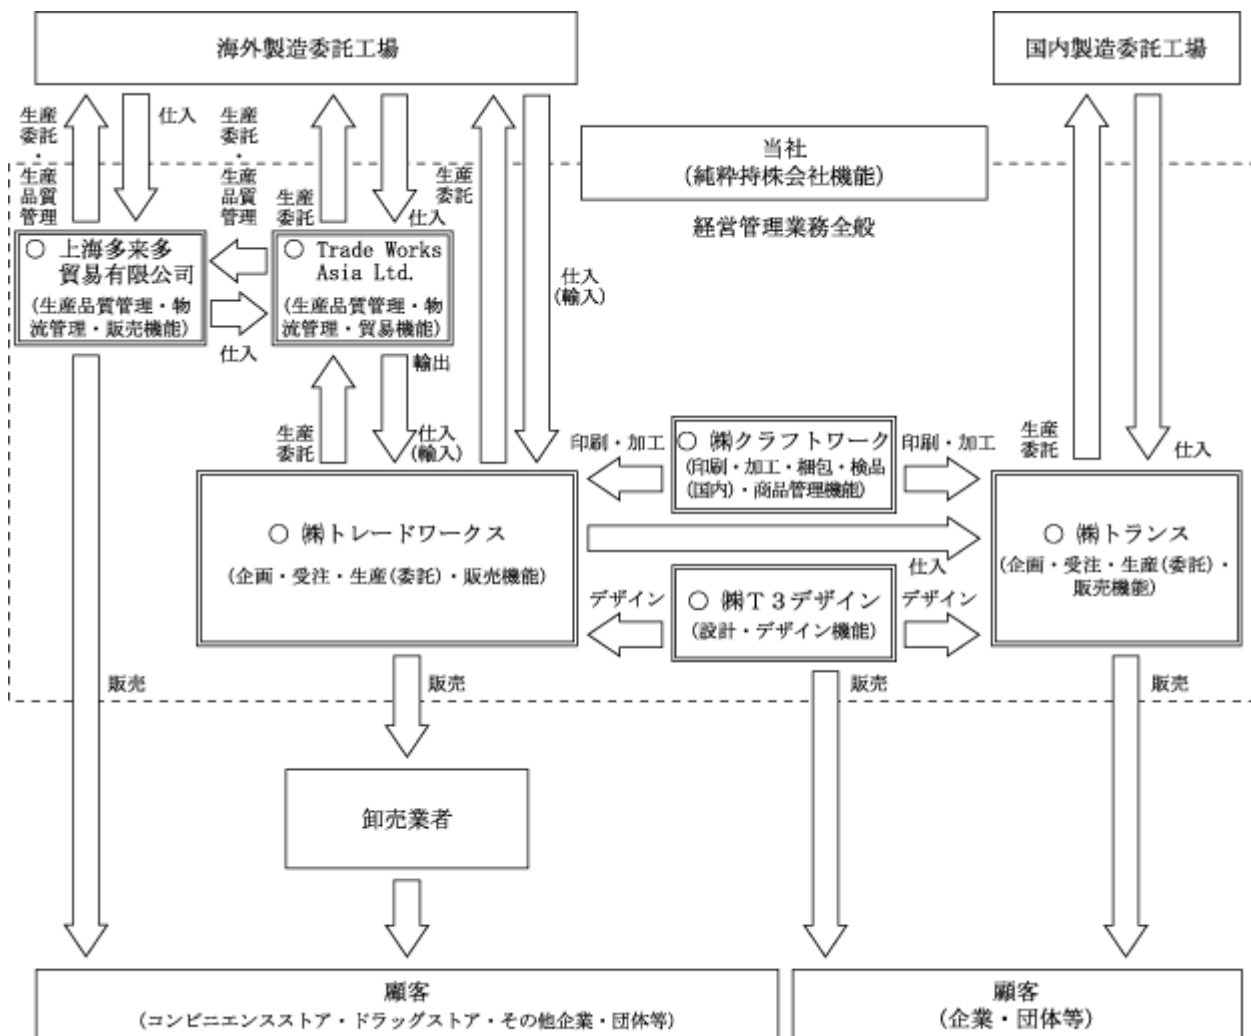 海外製造委託工場
国内製造委託工場
生産
委託
・
生産
品質
管理
仕入
生産
委託
・
生産
品質
管理
生産
委託
仕入
生産
委託
仕入
(輸入)
当社
(純粋持株会社機能)
経営管理業務全般
○ 上海多来多
貿易有限公司
(生産品質管理・物
流管理・販売機能)
仕入
○ Trade Works
Asia Ltd.
(生産品質管理・物
流管理・貿易機能)
輸出
生産
委託
仕入
(輸入)
印刷・加工
○ ㈱クラフトワーク
(印刷・加工・梱包・検品
(国内)・商品管理機能)
印刷・加工
生産
委託
仕入
○ ㈱トレードワークス
(企画・受注・生産(委託)・販売機能)
仕入
○ ㈱トランス
(企画・受注・生産(委託)・
販売機能)
デザイン
○ ㈱T3デザイン
(設計・デザイン機能)
デザイン
販売
販売
販売
販売
卸売業者
顧客
(コンビニエンスストア・ドラッグストア・その他企業・団体等)
顧客
(企業・団体等)